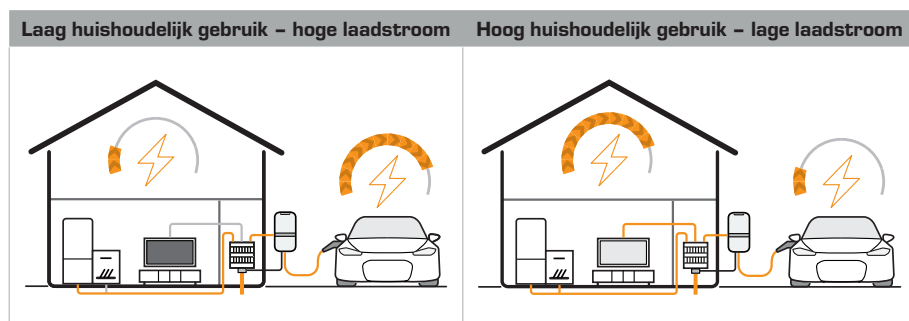 Laag huishoudelijk gebruik – hoge laadstroom
Hoog huishoudelijk gebruik – lage laadstroom